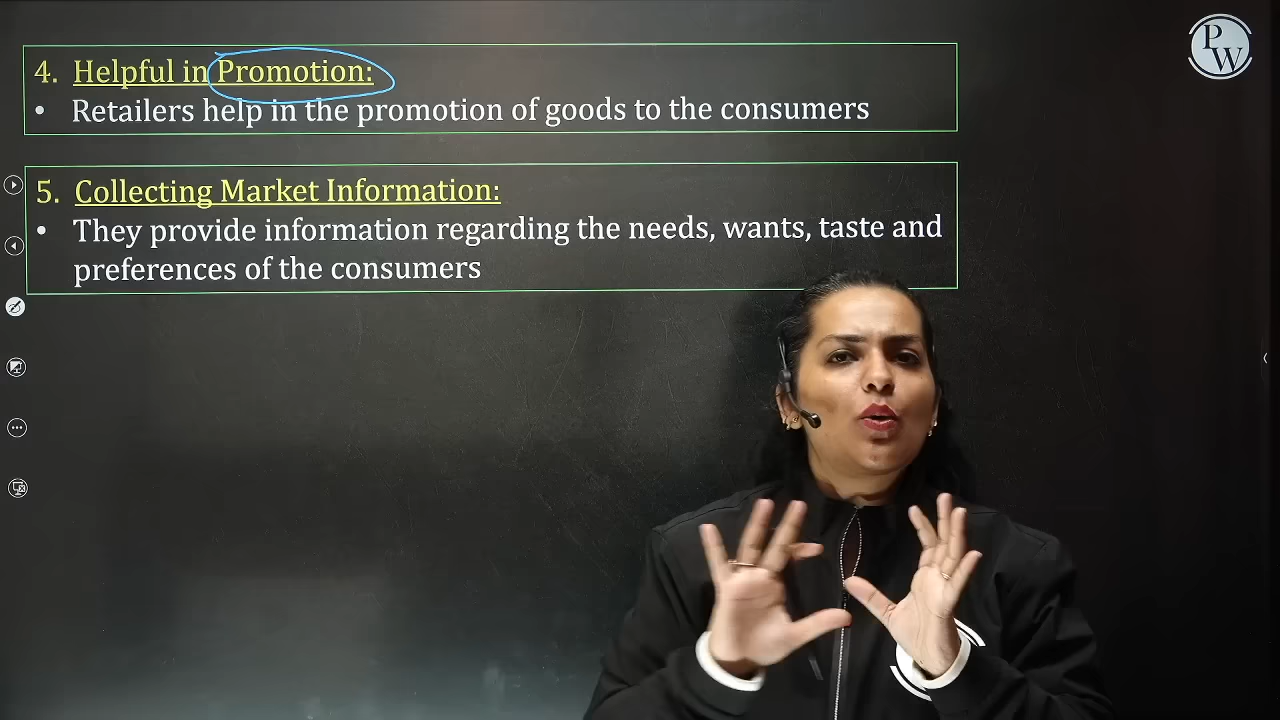 PW
4. Helpful in Promotion:
• Retailers help in the promotion of goods to the consumers
5. Collecting Market Information:
• They provide information regarding the needs, wants, taste and
preferences of the consumers